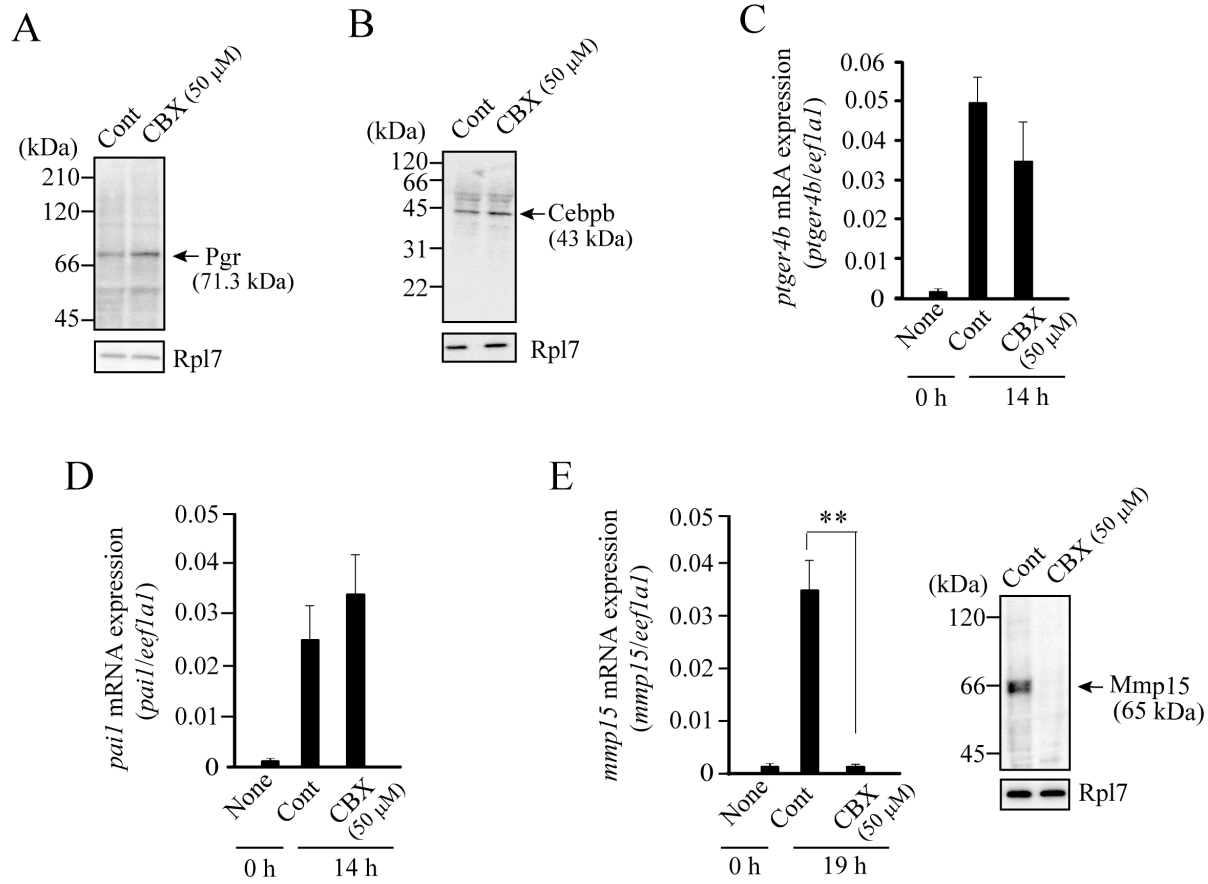 A
Cont
CBX (50 µM)
(kDa)
210
120
66
45
Pgr
(71.3 kDa)
Rpl7
B
Cont
CBX (50 µM)
(kDa)
120
66
45
31
22
Cebpb
(43 kDa)
Rpl7
C
ptger4b mRA expression
(ptger4b/eef1a1)
0.06
0.05
0.04
0.03
0.02
0.01
0
None
Cont
CBX
(50 µM)
0 h
14 h
D
pai1 mRNA expression
(pai1/eef1a1)
0.05
0.04
0.03
0.02
0.01
0
None
Cont
CBX
(50 µM)
0 h
14 h
E
mmp15 mRNA expression
(mmp15/eef1a1)
0.05
0.04
0.03
0.04
0.01
0
**
None
Cont
CBX
(50 µM)
0 h
19 h
Cont
CBX (50 µM)
(kDa)
120
66
45
Mmp15
(65 kDa)
Rpl7